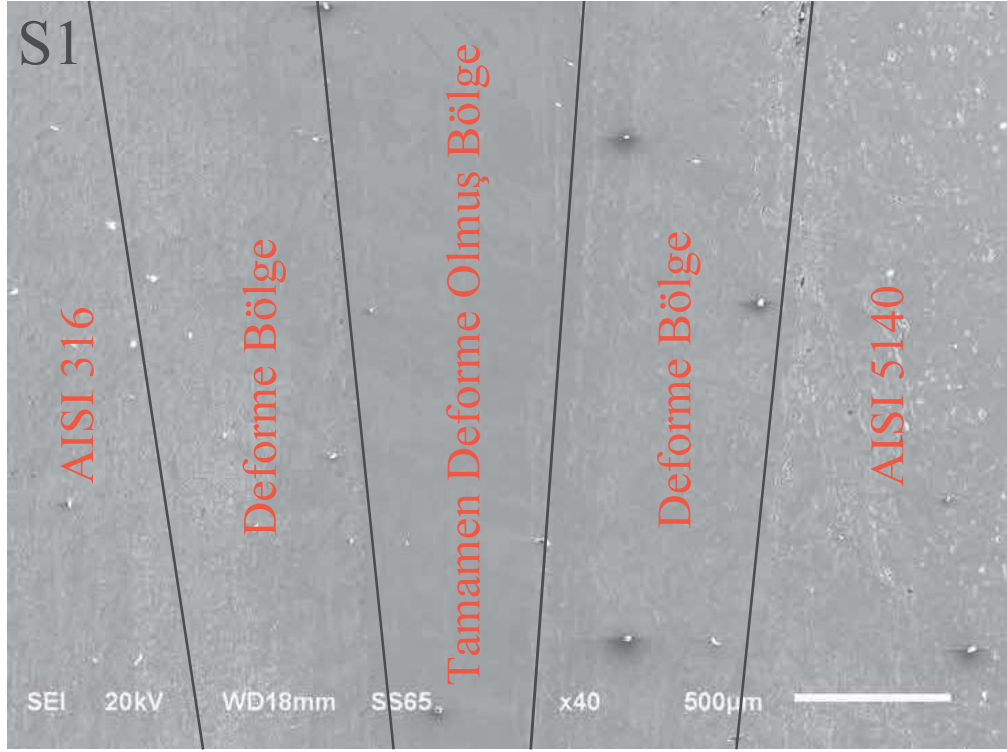 S1
AISI 316
Deforme Bölge
Tamamen Deforme Olmuş Bölge
Deforme Bölge
AISI 5140
SEI 20kV WD18mm SS65 x40 500µm